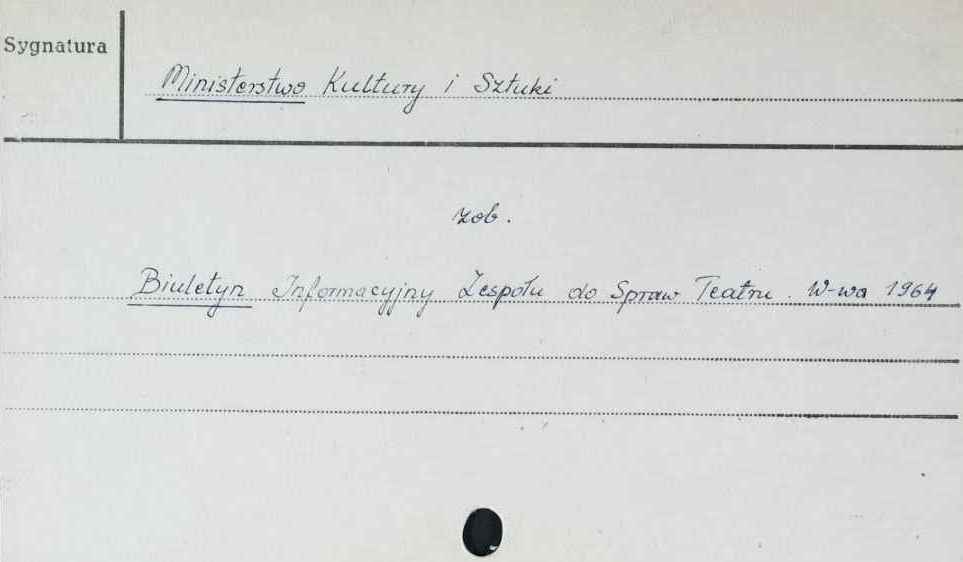 Sygnatura
Ministerstwo Kultury i Sztuki
zob.
Biuletyn Informacyjny Zespołu do Spraw Teatru. W-wa 1964